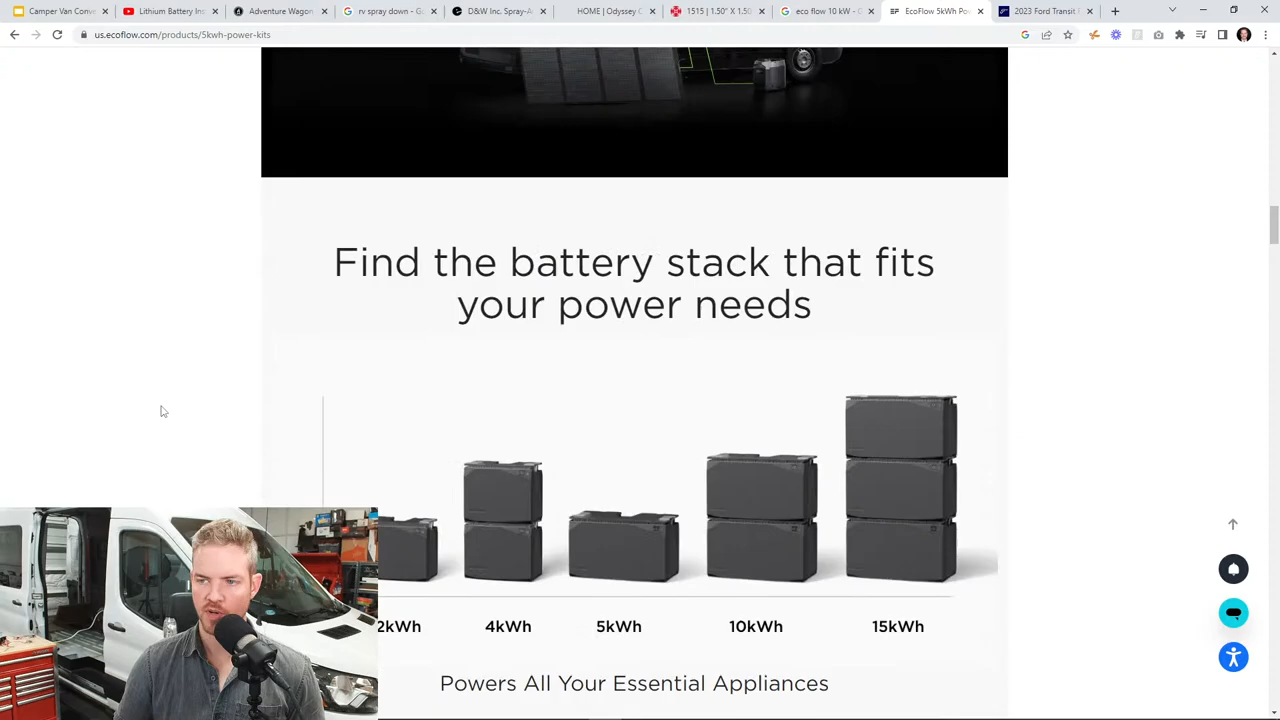 Camper Van Conve
Lithium Battery Inc
Adventure Wagon
rv spray down - G
D&W Inc. Spray-A
HOME | Odyssey C
1515 | 1.50" X 1.50
eco flow 10 kW - G
EcoFlow 5kWh Po
2023 Ford Transit
us.ecoflow.com/products/5kwh-power-kits
Find the battery stack that fits
your power needs
2kWh
4kWh
5kWh
10kWh
15kWh
Powers All Your Essential Appliances